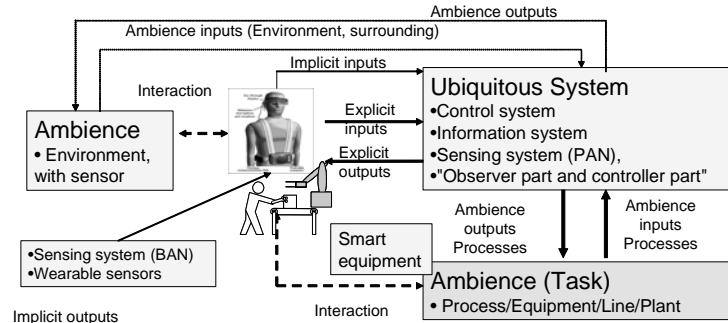 Ambience outputs
Ambience inputs (Environment, surrounding)
Implicit inputs
Interaction
Ubiquitous System
•Control system
•Information system
•Sensing system (PAN),
•"Observer part and controller part"
Ambience
• Environment,
with sensor
Explicit
inputs
Explicit
outputs
Ambience
outputs
Processes
Ambience
inputs
Processes
•Sensing system (BAN)
•Wearable sensors
Smart
equipment
Ambience (Task)
• Process/Equipment/Line/Plant
Interaction
Implicit outputs